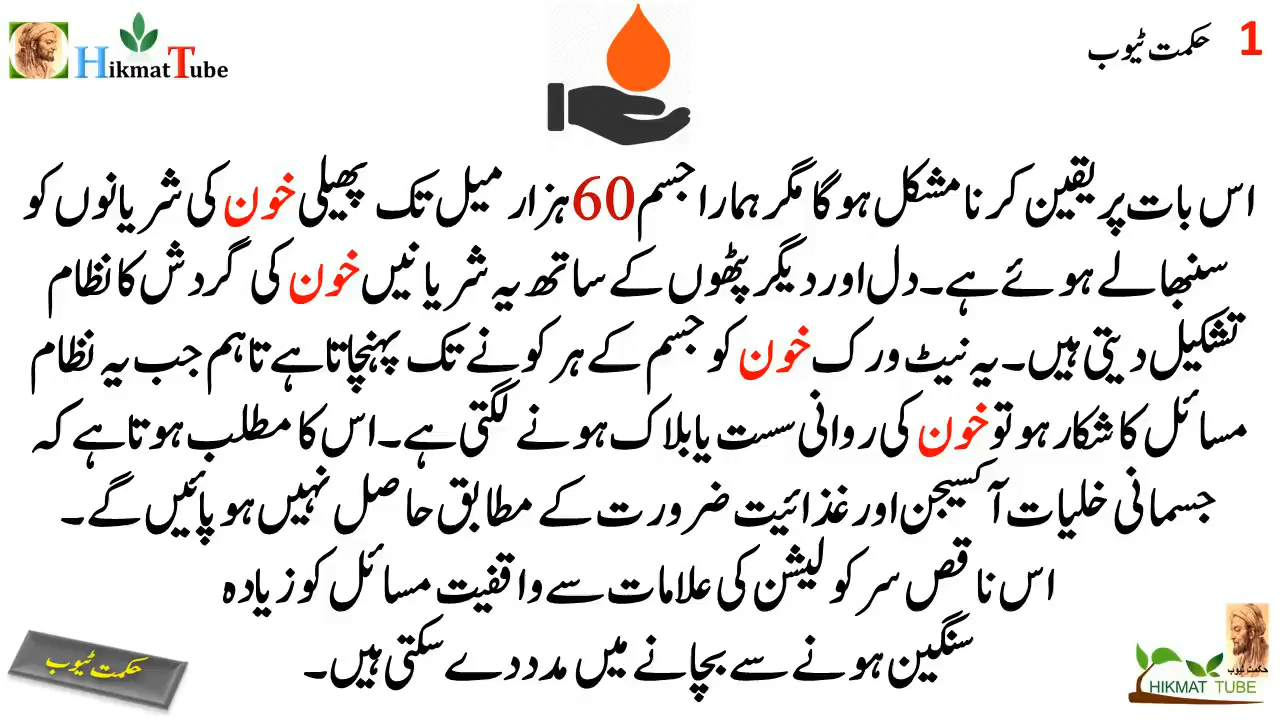 1
حکمت ٹیوب
HikmatTube
اس بات پر یقین کرنا مشکل ہوگا مگر ہمارا جسم 60 ہزار میل تک پھیلی خون کی شریانوں کو
سنبھالے ہوئے ہے۔ دل اور دیگر پٹھوں کے ساتھ یہ شریانیں خون کی گردش کا نظام
تشکیل دیتی ہیں۔ یہ نیٹ ورک خون کو جسم کے ہر کونے تک پہنچاتا ہے تاہم جب یہ نظام
مسائل کا شکار ہو تو خون کی روانی سست یا بلاک ہونے لگتی ہے۔ اس کا مطلب ہوتا ہے کہ
جسمانی خلیات آکسیجن اور غذائیت ضرورت کے مطابق حاصل نہیں ہو پائیں گے۔
اس ناقص سرکولیشن کی علامات سے واقفیت مسائل کو زیادہ
سنگین ہونے سے بچانے میں مدد دے سکتی ہیں۔
حکمت ٹیوب
حکمت ٹیوب
HIKMAT TUBE